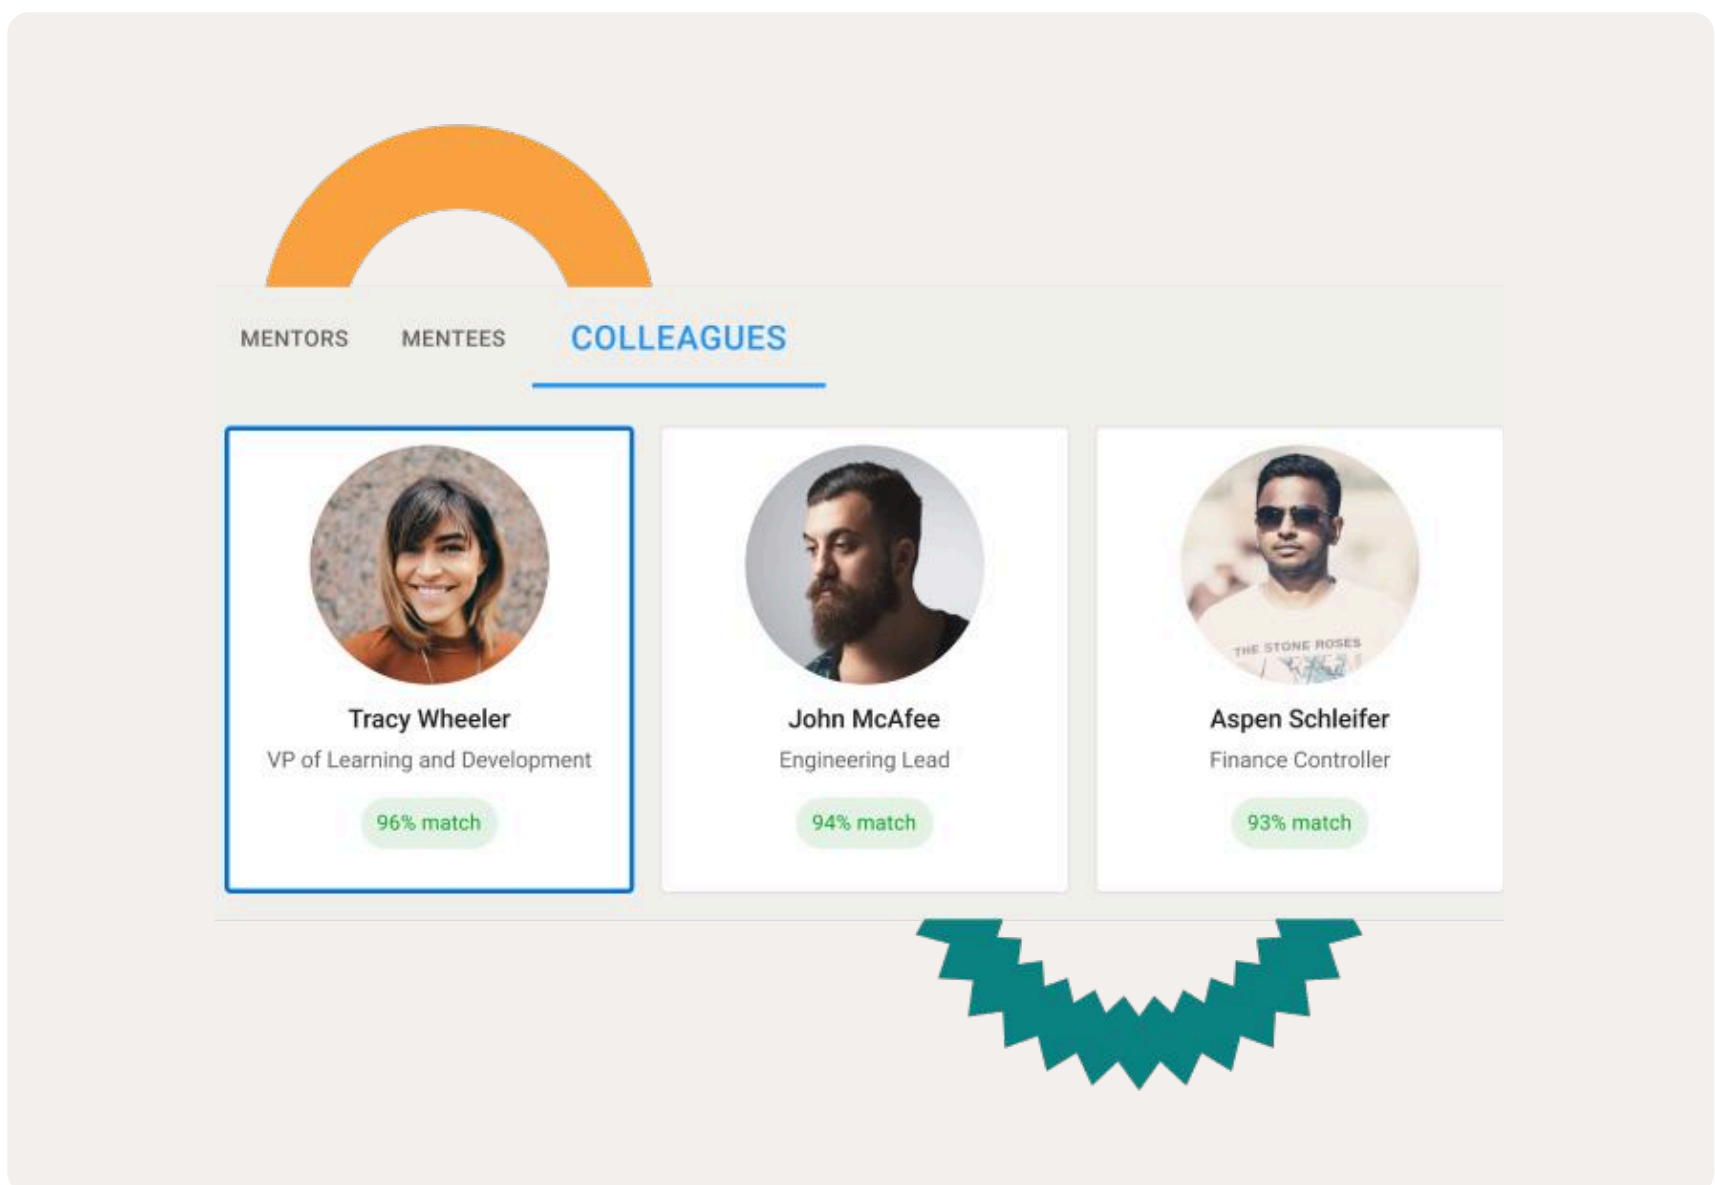 MENTORS MENTEES COLLEAGUES
THE STONE ROSES
Tracy Wheeler
VP of Learning and Development
96% match
John McAfee
Engineering Lead
94% match
Aspen Schleifer
Finance Controller
93% match